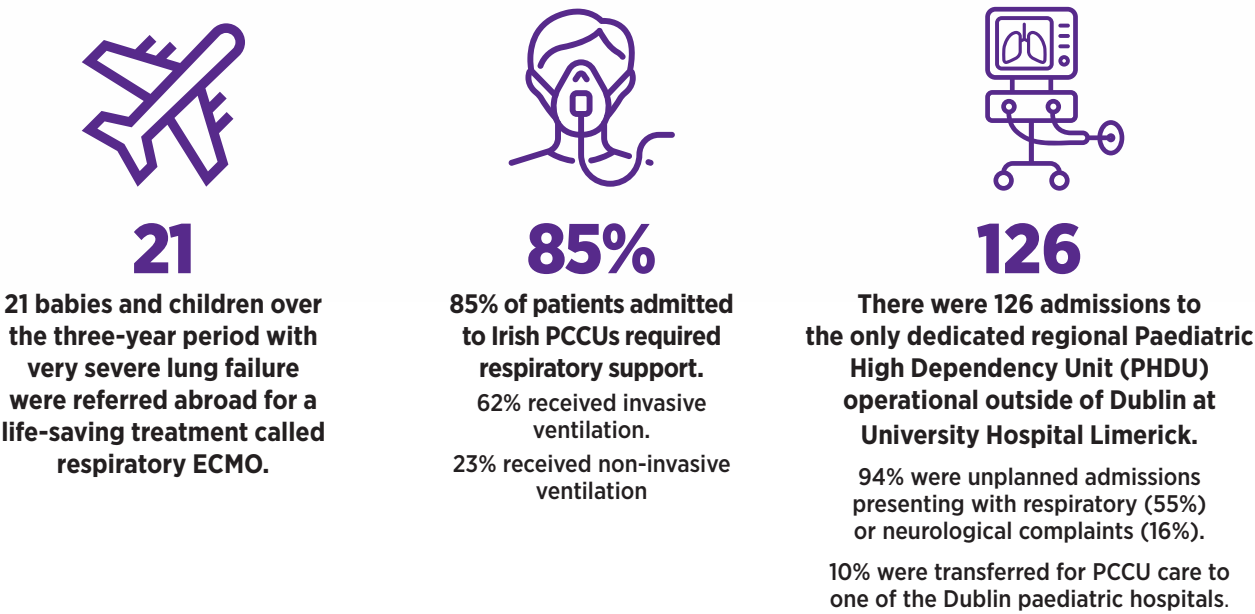 21
21 babies and children over
the three-year period with
very severe lung failure
were referred abroad for a
life-saving treatment called
respiratory ECMO.
85%
85% of patients admitted
to Irish PCCUs required
respiratory support.
62% received invasive
ventilation.
23% received non-invasive
ventilation
126
There were 126 admissions to
the only dedicated regional Paediatric
High Dependency Unit (PHDU)
operational outside of Dublin at
University Hospital Limerick.
94% were unplanned admissions
presenting with respiratory (55%)
or neurological complaints (16%).
10% were transferred for PCCU care to
one of the Dublin paediatric hospitals.